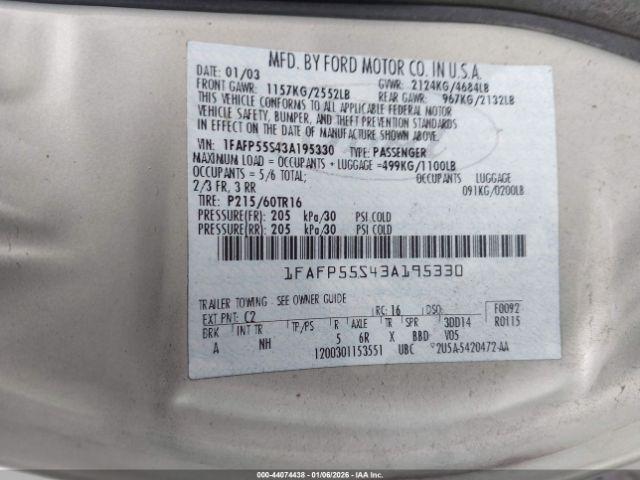 MFD. BY FORD MOTOR CO. IN U.S.A.
DATE: 01/03 GVWR: 2124KG/4684LB
FRONT GAWR: 1157KG/2552LB REAR GAWR: 967KG/2132LB
THIS VEHICLE CONFORMS TO ALL APPLICABLE FEDERAL MOTOR
VEHICLE SAFETY, BUMPER, AND THEFT PREVENTION STANDARDS
IN EFFECT ON THE DATE OF MANUFACTURE SHOWN ABOVE.
VIN: 1FAFP55S43A195330 TYPE: PASSENGER
MAXIMUM LOAD = OCCUPANTS + LUGGAGE =499KG/1100LB
OCCUPANTS = 5/6 TOTAL; OCCUPANTS LUGGAGE
2/3 FR, 3 RR 091KG/0200LB
TIRE: P215/60TR16
PRESSURE(FR) 205 kPa/30 PSI COLD
PRESSURE(RR) 205 kPa/30 PSI COLD
1FAFP55S43A195330
TRAILER TOWING - SEE OWNER GUIDE
EXT PNT: C2 RC: 16 DSO: F0092
BRK INT TR TP/PS R AXLE TR SPR 3DD14 R0115
A NH 5 6R X BBD V05
1200301153551 UBC 2U5A-5420472-AA
000-44074438 - 01/06/2026 - IAAI.COM